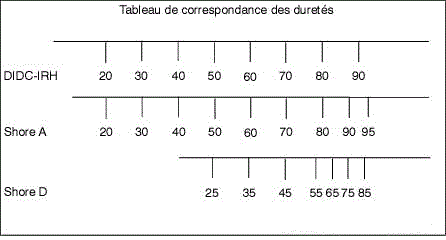 Tableau de correspondance des duretés
DIDC-IRH 20 30 40 50 60 70 80 90
Shore A 20 30 40 50 60 70 80 90 95
Shore D 25 35 45 55 65 75 85